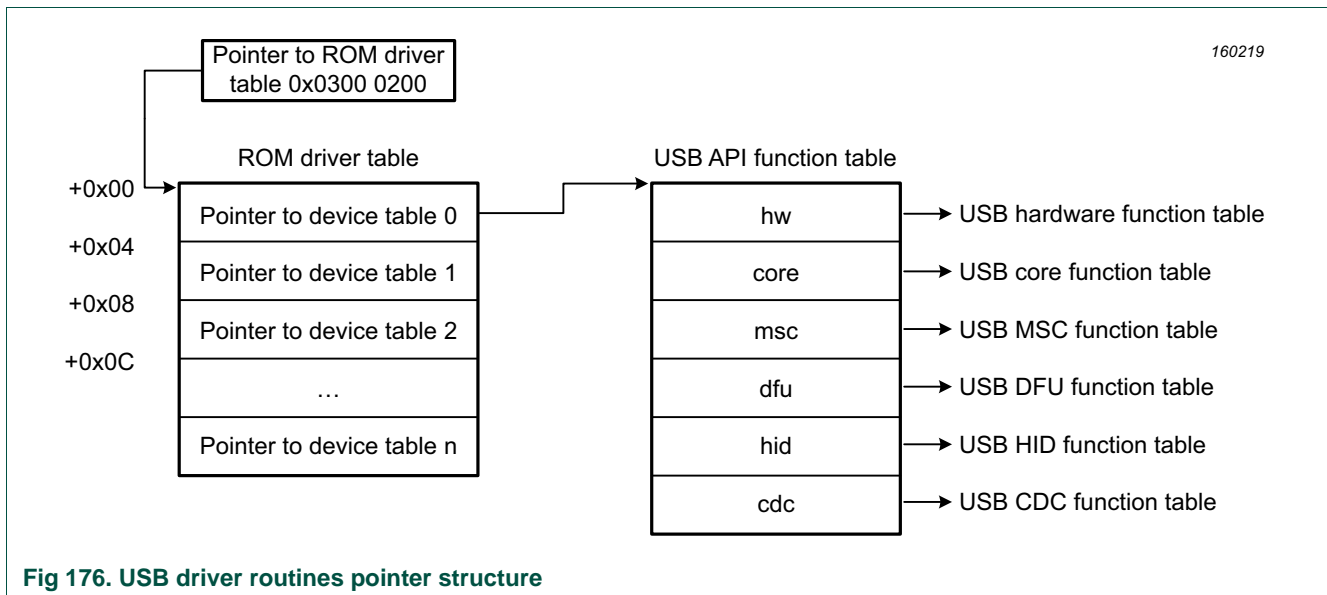 Pointer to ROM driver
table 0x0300 0200
160219
ROM driver table
USB API function table
+0x00
Pointer to device table 0
hw
USB hardware function table
+0x04
Pointer to device table 1
core
USB core function table
+0x08
Pointer to device table 2
msc
USB MSC function table
+0x0C
...
dfu
USB DFU function table
Pointer to device table n
hid
USB HID function table
cdc
USB CDC function table
Fig 176. USB driver routines pointer structure